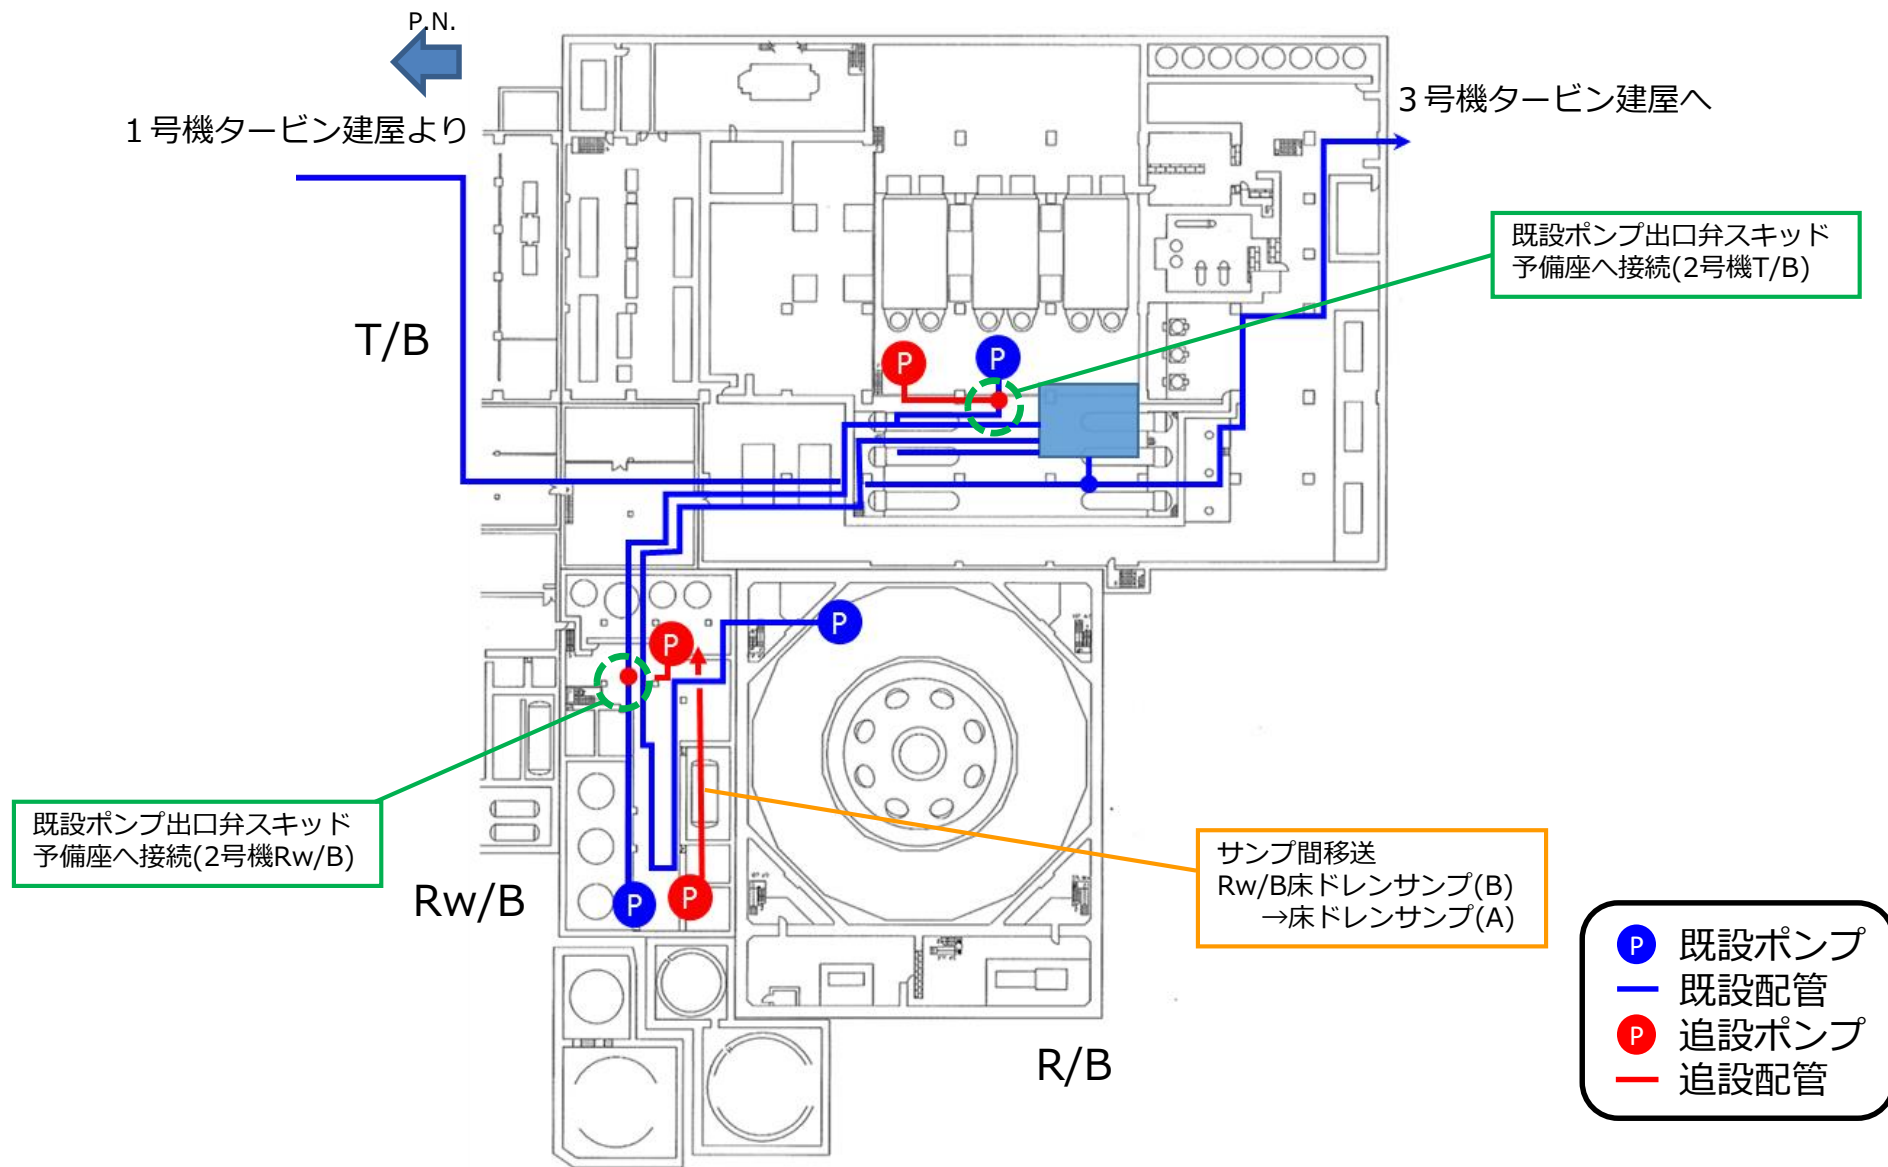 P.N.
１号機タービン建屋より
３号機タービン建屋へ
既設ポンプ出口弁スキッド
予備座へ接続(2号機T/B)
T/B
P
P
P
P
既設ポンプ出口弁スキッド
予備座へ接続(2号機Rw/B)
Rw/B
P
P
サンプ間移送
Rw/B床ドレンサンプ(B)
→床ドレンサンプ(A)
R/B
P 既設ポンプ
既設配管
P 追設ポンプ
追設配管